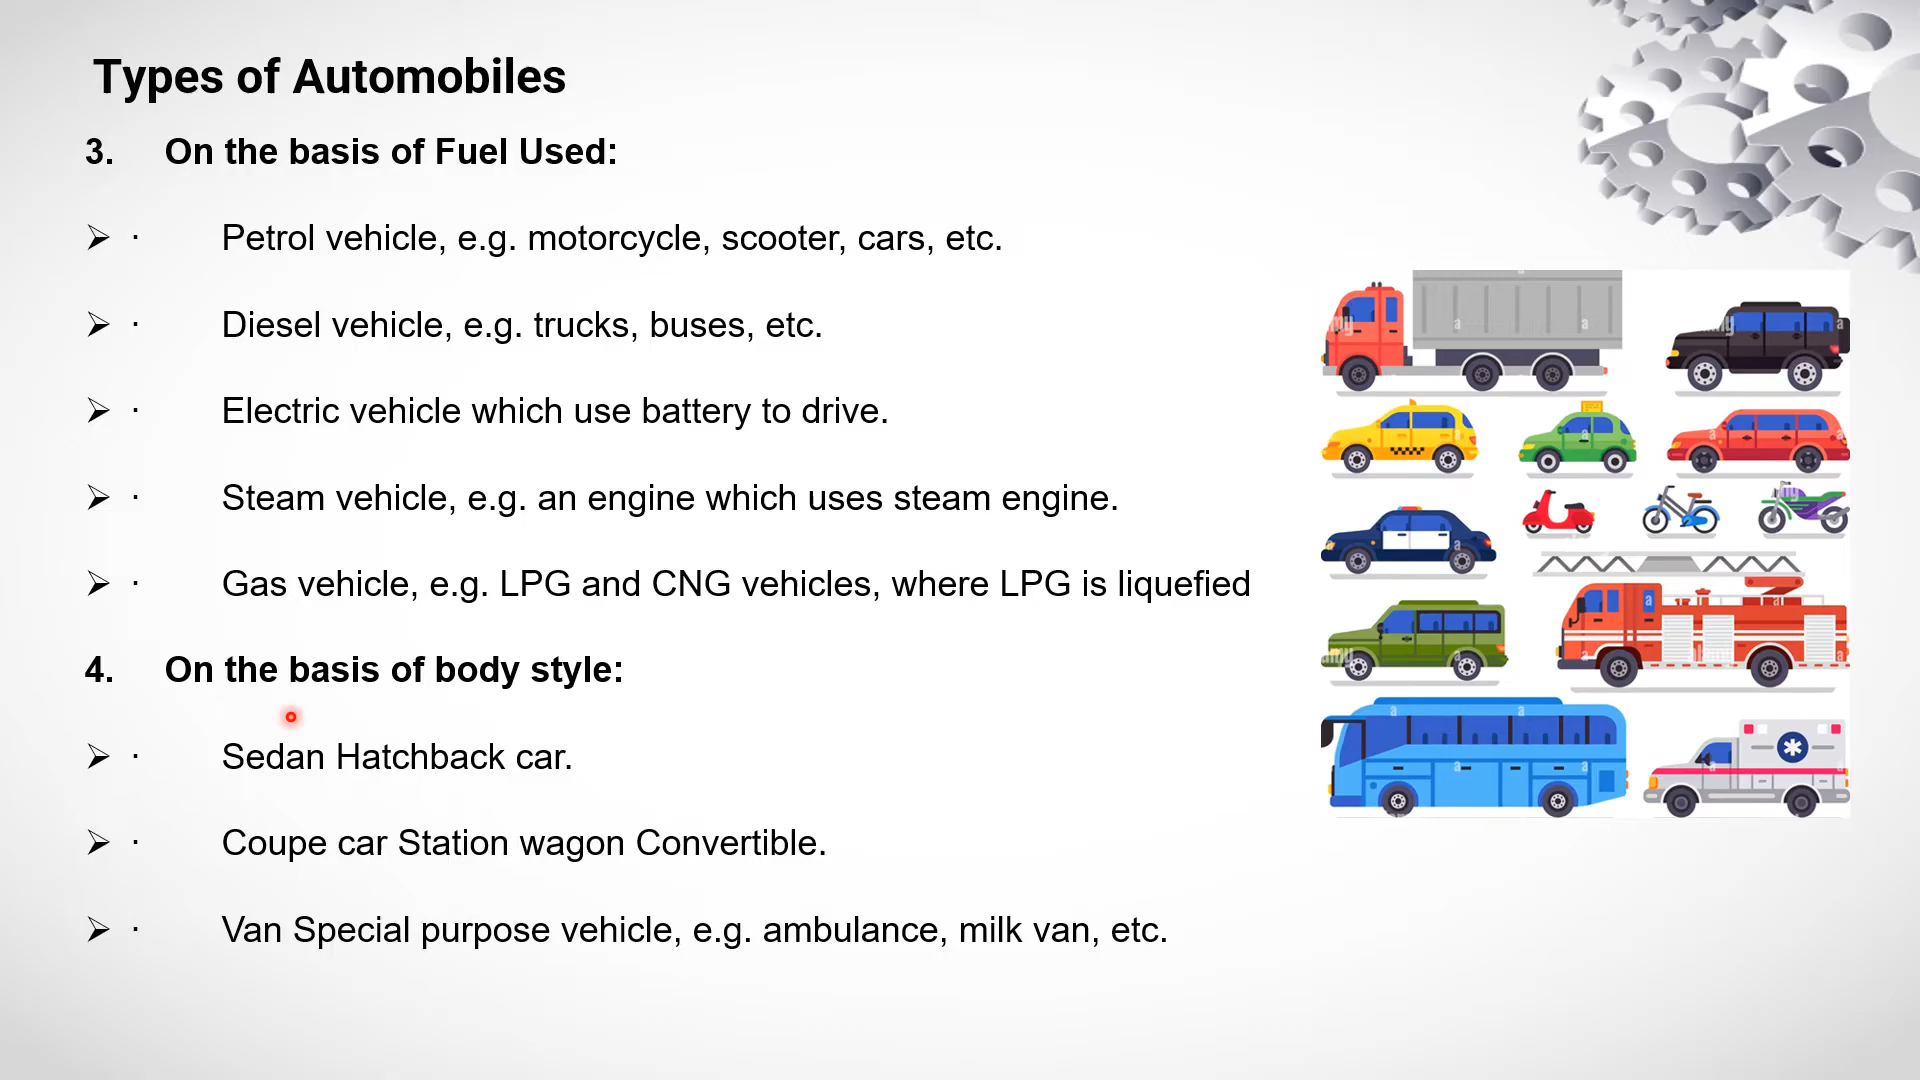 Types of Automobiles
3. On the basis of Fuel Used:
➢ · Petrol vehicle, e.g. motorcycle, scooter, cars, etc.
➢ · Diesel vehicle, e.g. trucks, buses, etc.
➢ · Electric vehicle which use battery to drive.
➢ · Steam vehicle, e.g. an engine which uses steam engine.
➢ · Gas vehicle, e.g. LPG and CNG vehicles, where LPG is liquefied
4. On the basis of body style:
➢ · Sedan Hatchback car.
➢ · Coupe car Station wagon Convertible.
➢ · Van Special purpose vehicle, e.g. ambulance, milk van, etc.